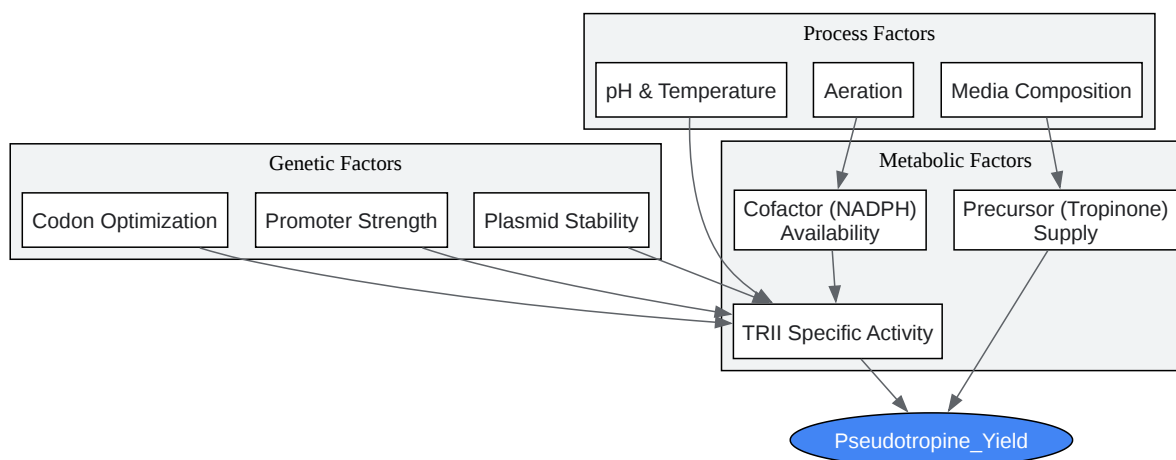 Process Factors
pH & Temperature
Aeration
Media Composition
Genetic Factors
Codon Optimization
Promoter Strength
Plasmid Stability
Metabolic Factors
Cofactor (NADPH)
Availability
Precursor (Tropinone)
Supply
TRII Specific Activity
Pseudotropine_Yield